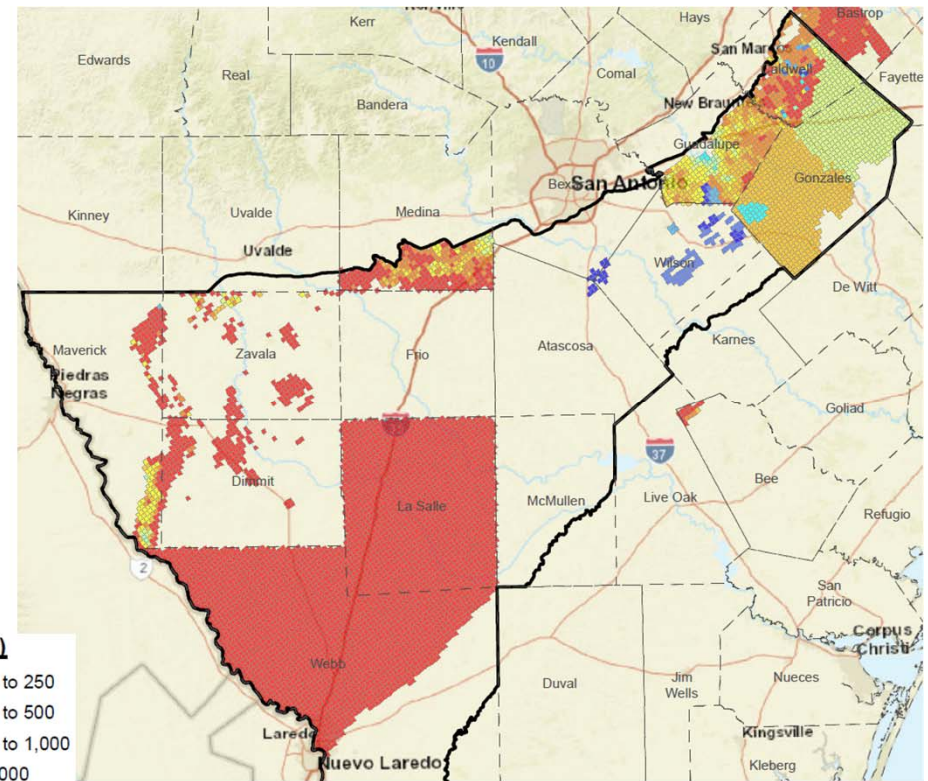 Kerr
Hays
Bastrop
Edwards
Kendall
San Marcos
10
Real
Comal
Caldwell
Fayette
Bandera
New Braunfels
Guadalupe
Bexar
San Antonio
Gonzales
Kinney
Uvalde
Medina
Uvalde
Wilson
De Witt
Maverick
Zavala
Frio
Atascosa
Karnes
Piedras
Negras
Goliad
37
Dimmit
La Salle
McMullen
Live Oak
Bee
Refugio
2
San
Patricio
Corpus
Christi
to 250
Webb
Duval
Jim
Wells
Nueces
to 500
to 1,000
Laredo
Kingsville
000
Nuevo Laredo
Kleberg